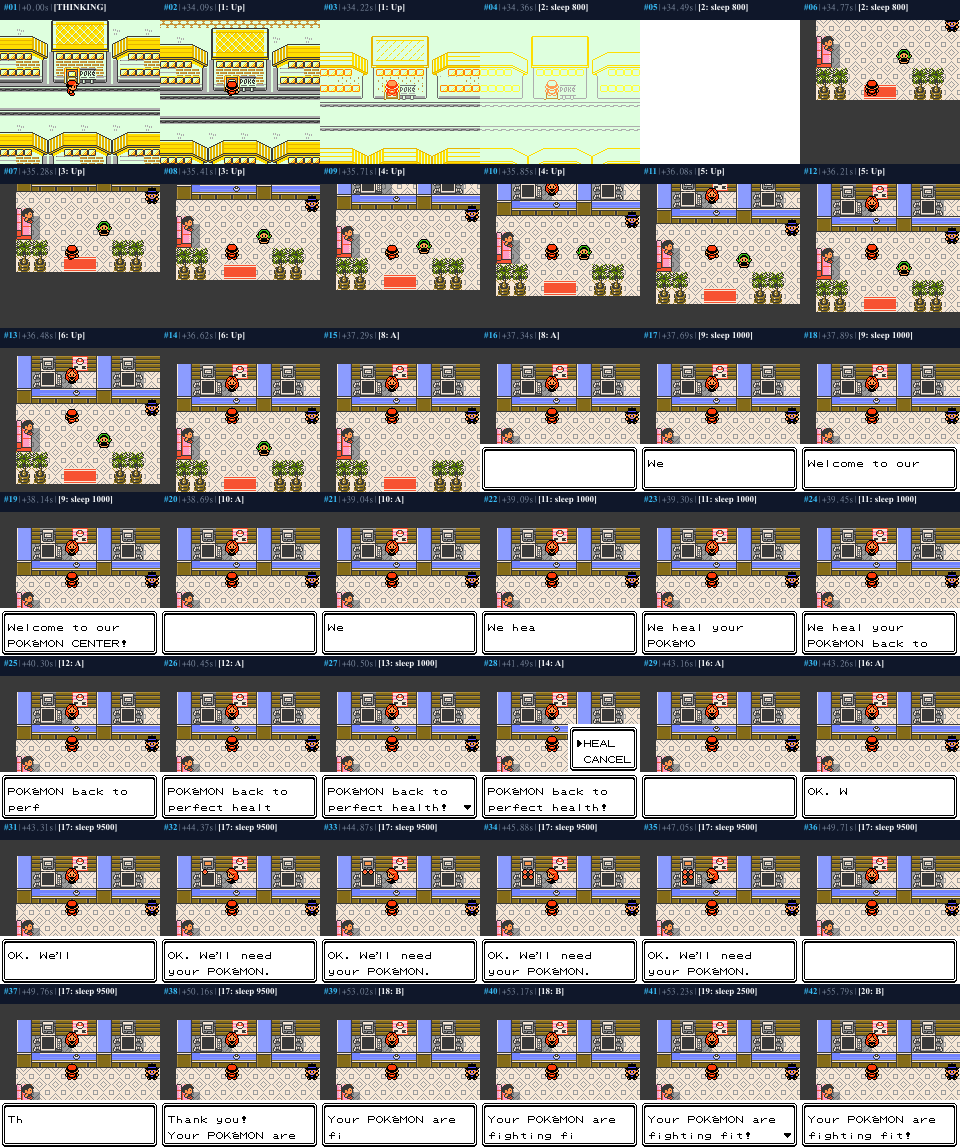 #01|+0.00s|[THINKING]
#02|+34.09s|[1: Up]
#03|+34.22s|[1: Up]
#04|+34.36s|[2: sleep 800]
#05|+34.49s|[2: sleep 800]
#06|+34.77s|[2: sleep 800]
POKé
POKé
POKé
POKé
#07|+35.28s|[3: Up]
#08|+35.41s|[3: Up]
#09|+35.71s|[4: Up]
#10|+35.85s|[4: Up]
#11|+36.08s|[5: Up]
#12|+36.21s|[5: Up]
#13|+36.48s|[6: Up]
#14|+36.62s|[6: Up]
#15|+37.29s|[8: A]
#16|+37.34s|[8: A]
#17|+37.69s|[9: sleep 1000]
#18|+37.89s|[9: sleep 1000]
We
Welcome to our
#19|+38.14s|[9: sleep 1000]
#20|+38.69s|[10: A]
#21|+39.04s|[10: A]
#22|+39.09s|[11: sleep 1000]
#23|+39.30s|[11: sleep 1000]
#24|+39.45s|[11: sleep 1000]
Welcome to our
POKéMON CENTER!
We
We hea
We heal your
POKéMO
We heal your
POKéMON back to
#25|+40.30s|[12: A]
#26|+40.45s|[12: A]
#27|+40.50s|[13: sleep 1000]
#28|+41.49s|[14: A]
#29|+43.16s|[16: A]
#30|+43.26s|[16: A]
POKéMON back to
perf
POKéMON back to
perfect healt
POKéMON back to
perfect health!
HEAL
CANCEL
POKéMON back to
perfect health!
OK. W
#31|+43.31s|[17: sleep 9500]
#32|+44.37s|[17: sleep 9500]
#33|+44.87s|[17: sleep 9500]
#34|+45.88s|[17: sleep 9500]
#35|+47.05s|[17: sleep 9500]
#36|+49.71s|[17: sleep 9500]
OK. We'll
OK. We'll need
your POKéMON.
OK. We'll need
your POKéMON.
OK. We'll need
your POKéMON.
OK. We'll need
your POKéMON.
#37|+49.76s|[17: sleep 9500]
#38|+50.16s|[17: sleep 9500]
#39|+53.02s|[18: B]
#40|+53.17s|[18: B]
#41|+53.23s|[19: sleep 2500]
#42|+55.79s|[20: B]
Th
Thank you!
Your POKéMON are
Your POKéMON are
fi
Your POKéMON are
fighting fi
Your POKéMON are
fighting fit!
Your POKéMON are
fighting fit!